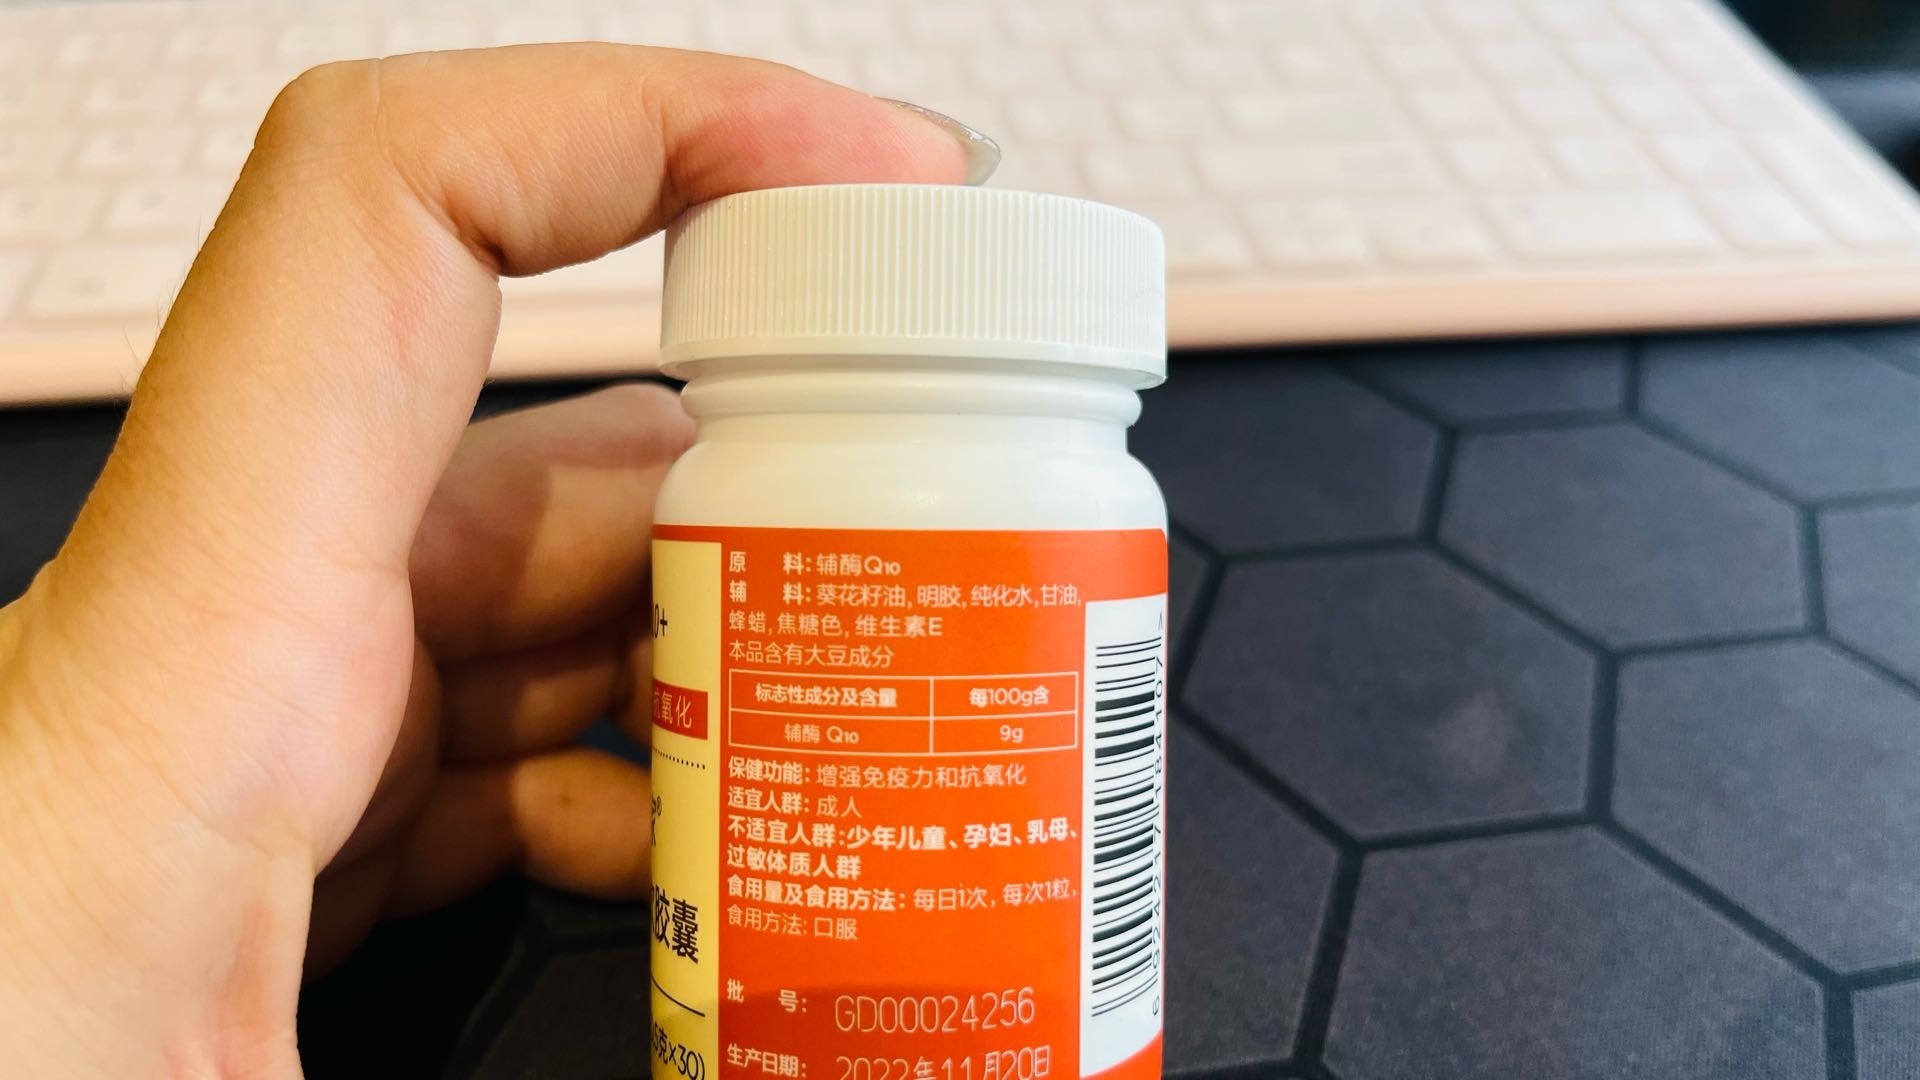 原　料：辅酶Q10
辅　料：葵花籽油，明胶，纯化水，甘油，
蜂蜡，焦糖色，维生素E
本品含有大豆成分
标志性成分及含量 每100g含
辅酶 Q10 9g
保健功能：增强免疫力和抗氧化
适宜人群：成人
不适宜人群：少年儿童、孕妇、乳母、
过敏体质人群
食用量及食用方法：每日1次，每次1粒，
食用方法：口服
批　号：GD00024256
生产日期：2022年11月20日
0+
抗氧化
胶囊
5克×30)
6 924217 184107 >